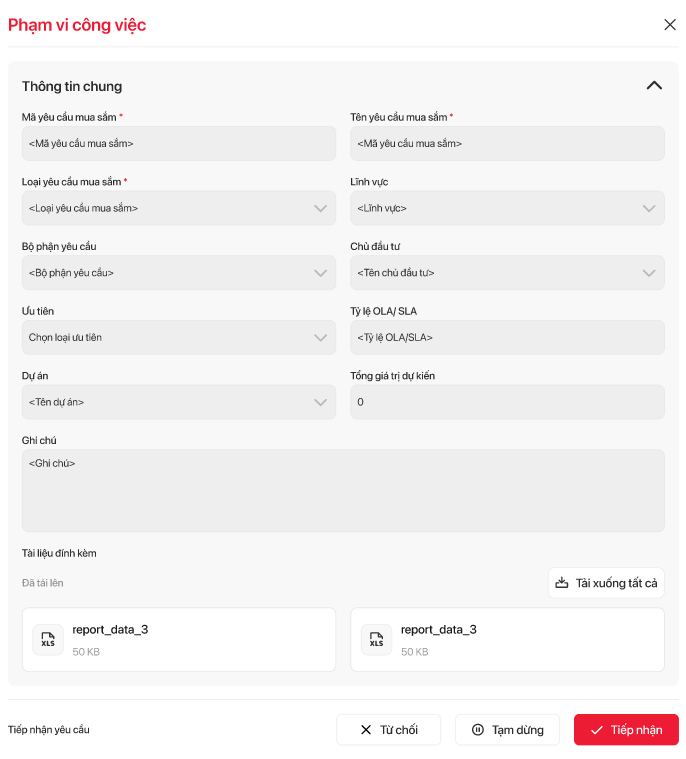 Phạm vi công việc
Thông tin chung
Mã yêu cầu mua sắm *
Tên yêu cầu mua sắm *
<Mã yêu cầu mua sắm>
<Mã yêu cầu mua sắm>
Loại yêu cầu mua sắm *
Lĩnh vực
<Loại yêu cầu mua sắm>
<Lĩnh vực>
Bộ phận yêu cầu
Chủ đầu tư
<Bộ phận yêu cầu>
<Tên chủ đầu tư>
Ưu tiên
Tỷ lệ OLA/ SLA
Chọn loại ưu tiên
<Tỷ lệ OLA/SLA>
Dự án
Tổng giá trị dự kiến
<Tên dự án>
0
Ghi chú
<Ghi chú>
Tài liệu đính kèm
Đã tải lên
Tải xuống tất cả
XLS
report_data_3
50 KB
XLS
report_data_3
50 KB
Tiếp nhận yêu cầu
Từ chối
Tạm dừng
Tiếp nhận